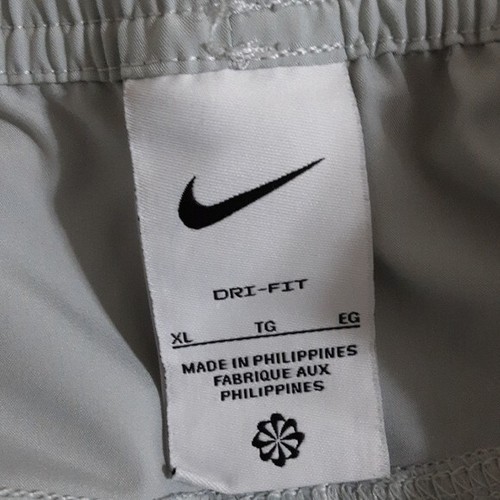 DRI-FIT
XL TG EG
MADE IN PHILIPPINES
FABRIQUE AUX
PHILIPPINES